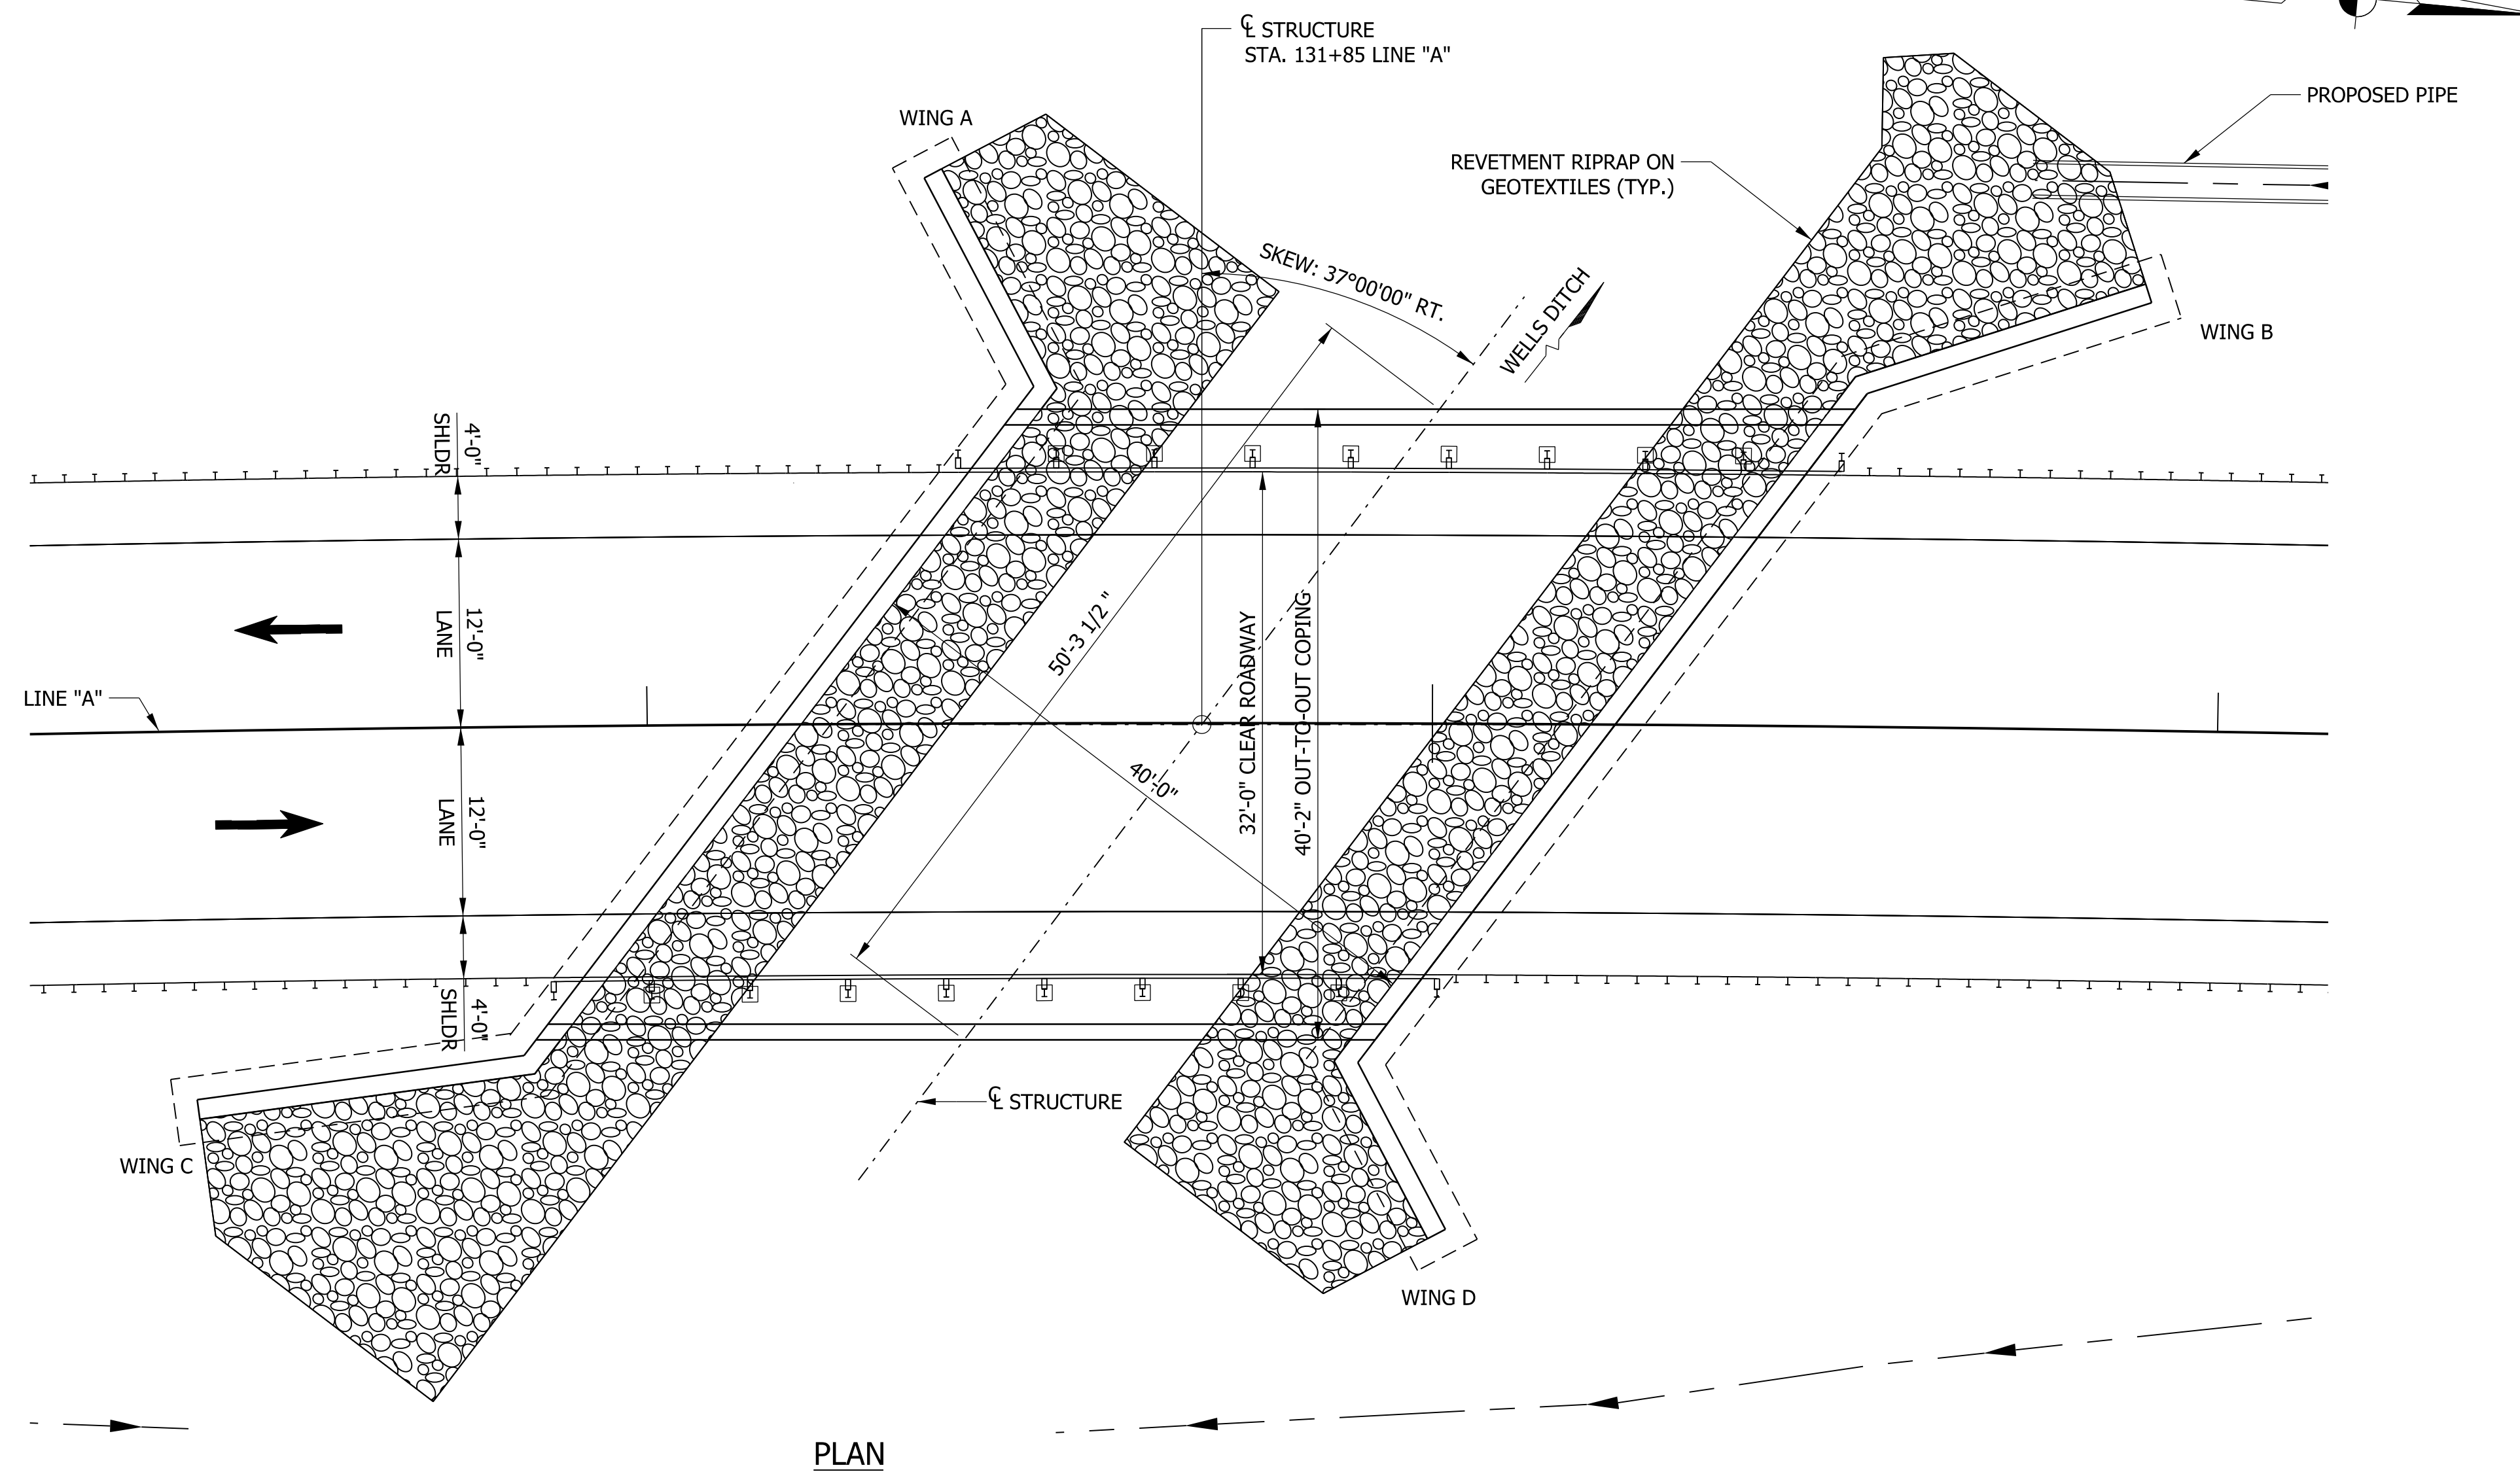 ℄ STRUCTURE
STA. 131+85 LINE "A"
WING A
PROPOSED PIPE
REVETMENT RIPRAP ON
GEOTEXTILES (TYP.)
SKEW: 37°00'00" RT.
WELLS DITCH
WING B
4'-0"
SHLDR
12'-0"
LANE
50'-3 1/2 "
32'-0" CLEAR ROADWAY
40'-2" OUT-TO-OUT COPING
LINE "A"
40'-0"
12'-0"
LANE
4'-0"
SHLDR
℄ STRUCTURE
WING C
WING D
PLAN